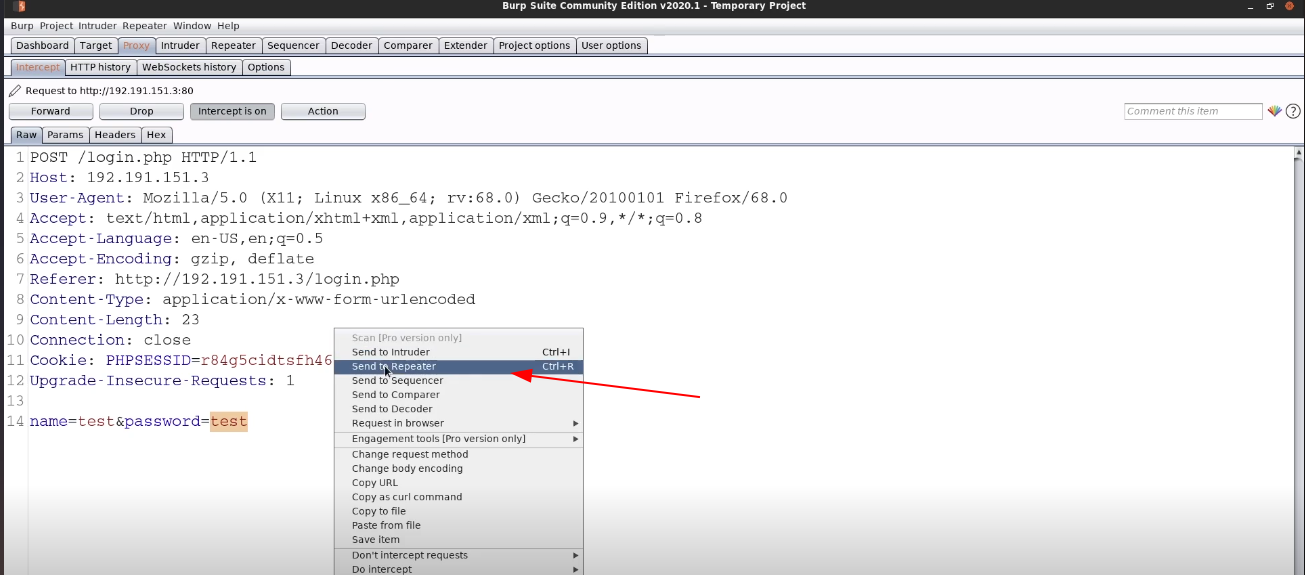 Burp Suite Community Edition v2020.1 - Temporary Project
Burp Project Intruder Repeater Window Help
Dashboard Target Proxy Intruder Repeater Sequencer Decoder Comparer Extender Project options User options
Intercept HTTP history WebSockets history Options
Request to http://192.191.151.3:80
Forward Drop Intercept is on Action Comment this item ?
Raw Params Headers Hex
1 POST /login.php HTTP/1.1
2 Host: 192.191.151.3
3 User-Agent: Mozilla/5.0 (X11; Linux x86_64; rv:68.0) Gecko/20100101 Firefox/68.0
4 Accept: text/html,application/xhtml+xml,application/xml;q=0.9,*/*;q=0.8
5 Accept-Language: en-US,en;q=0.5
6 Accept-Encoding: gzip, deflate
7 Referer: http://192.191.151.3/login.php
8 Content-Type: application/x-www-form-urlencoded
9 Content-Length: 23
10 Connection: close
11 Cookie: PHPSESSID=r84g5cidtsfh46
12 Upgrade-Insecure-Requests: 1
13
14 name=test&password=test
Scan [Pro version only]
Send to Intruder Ctrl+I
Send to Repeater Ctrl+R
Send to Sequencer
Send to Comparer
Send to Decoder
Request in browser
Engagement tools [Pro version only]
Change request method
Change body encoding
Copy URL
Copy as curl command
Copy to file
Paste from file
Save item
Don't intercept requests
Do intercept